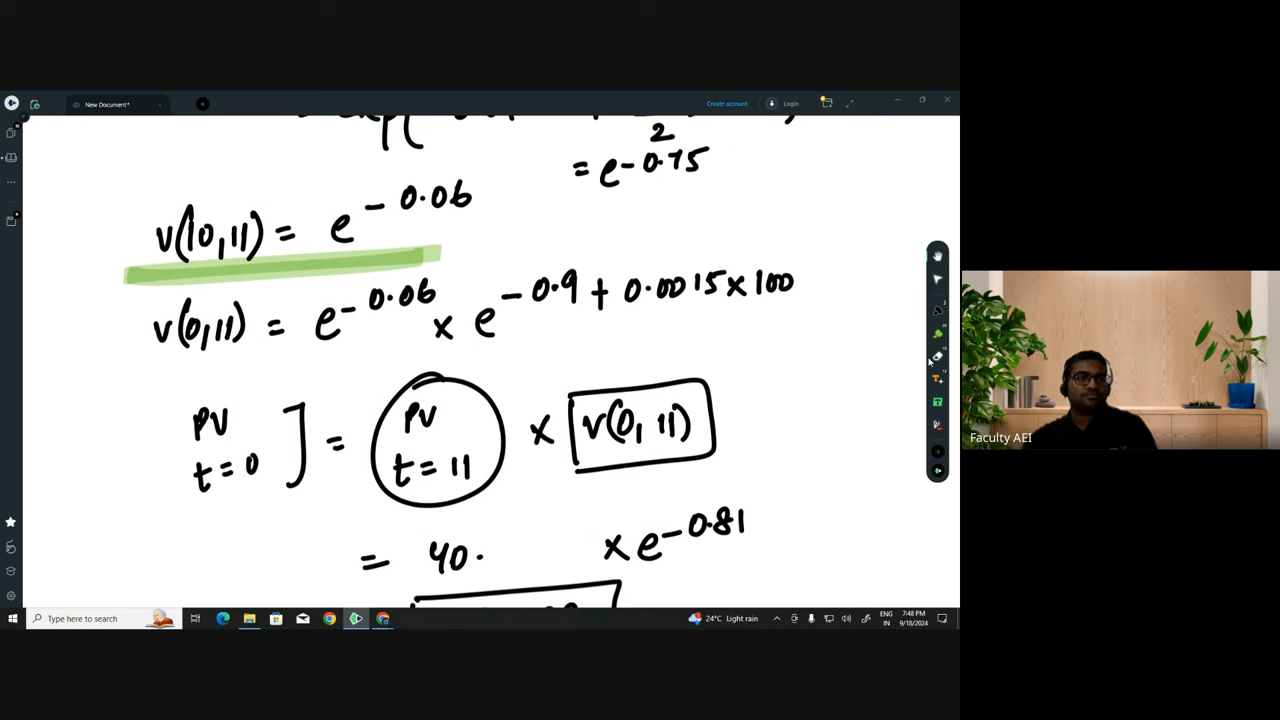 New Document*
Create account
Login
2
= e^-0.75
v(10,11) = e^-0.06
v(0,11) = e^-0.06 x e^-0.9 + 0.0015 x 100
PV
t=0 ] = PV
t=11 x v(0,11)
= 40. x e^-0.81
Faculty AEI
Type here to search
24°C Light rain
ENG
IN
7:48 PM
9/18/2024